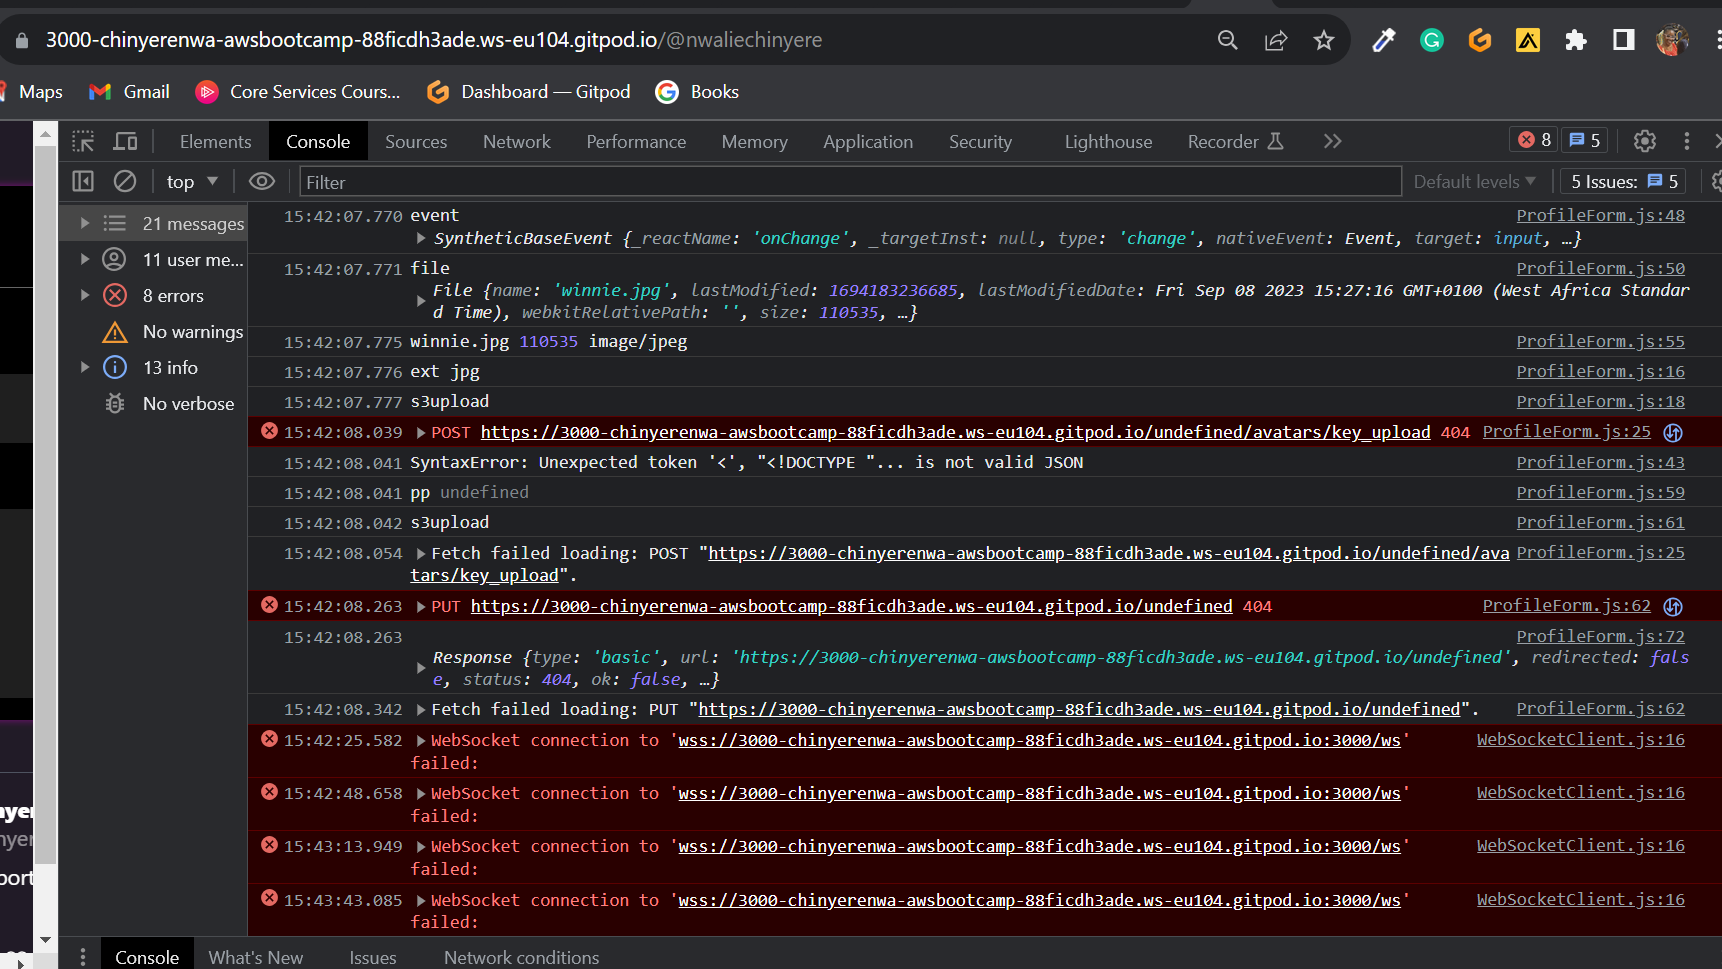 3000-chinyerenwa-awsbootcamp-88ficdh3ade.ws-eu104.gitpod.io/@nwaliechinyere
Maps Gmail Core Services Cours... Dashboard — Gitpod Books
Elements Console Sources Network Performance Memory Application Security Lighthouse Recorder 8 5
top Filter Default levels 5 Issues: 5
21 messages
11 user me...
8 errors
No warnings
13 info
No verbose
15:42:07.770 event ProfileForm.js:48
SyntheticBaseEvent {_reactName: 'onChange', _targetInst: null, type: 'change', nativeEvent: Event, target: input, …}
15:42:07.771 file ProfileForm.js:50
File {name: 'winnie.jpg', lastModified: 1694183236685, lastModifiedDate: Fri Sep 08 2023 15:27:16 GMT+0100 (West Africa Standar
d Time), webkitRelativePath: '', size: 110535, …}
15:42:07.775 winnie.jpg 110535 image/jpeg ProfileForm.js:55
15:42:07.776 ext jpg ProfileForm.js:16
15:42:07.777 s3upload ProfileForm.js:18
15:42:08.039 POST https://3000-chinyerenwa-awsbootcamp-88ficdh3ade.ws-eu104.gitpod.io/undefined/avatars/key_upload 404 ProfileForm.js:25
15:42:08.041 SyntaxError: Unexpected token '<', "<!DOCTYPE "... is not valid JSON ProfileForm.js:43
15:42:08.041 pp undefined ProfileForm.js:59
15:42:08.042 s3upload ProfileForm.js:61
15:42:08.054 Fetch failed loading: POST "https://3000-chinyerenwa-awsbootcamp-88ficdh3ade.ws-eu104.gitpod.io/undefined/ava ProfileForm.js:25
tars/key_upload".
15:42:08.263 PUT https://3000-chinyerenwa-awsbootcamp-88ficdh3ade.ws-eu104.gitpod.io/undefined 404 ProfileForm.js:62
15:42:08.263 ProfileForm.js:72
Response {type: 'basic', url: 'https://3000-chinyerenwa-awsbootcamp-88ficdh3ade.ws-eu104.gitpod.io/undefined', redirected: fals
e, status: 404, ok: false, …}
15:42:08.342 Fetch failed loading: PUT "https://3000-chinyerenwa-awsbootcamp-88ficdh3ade.ws-eu104.gitpod.io/undefined". ProfileForm.js:62
15:42:25.582 WebSocket connection to 'wss://3000-chinyerenwa-awsbootcamp-88ficdh3ade.ws-eu104.gitpod.io:3000/ws' WebSocketClient.js:16
failed:
15:42:48.658 WebSocket connection to 'wss://3000-chinyerenwa-awsbootcamp-88ficdh3ade.ws-eu104.gitpod.io:3000/ws' WebSocketClient.js:16
failed:
15:43:13.949 WebSocket connection to 'wss://3000-chinyerenwa-awsbootcamp-88ficdh3ade.ws-eu104.gitpod.io:3000/ws' WebSocketClient.js:16
failed:
15:43:43.085 WebSocket connection to 'wss://3000-chinyerenwa-awsbootcamp-88ficdh3ade.ws-eu104.gitpod.io:3000/ws' WebSocketClient.js:16
failed:
Console What's New Issues Network conditions